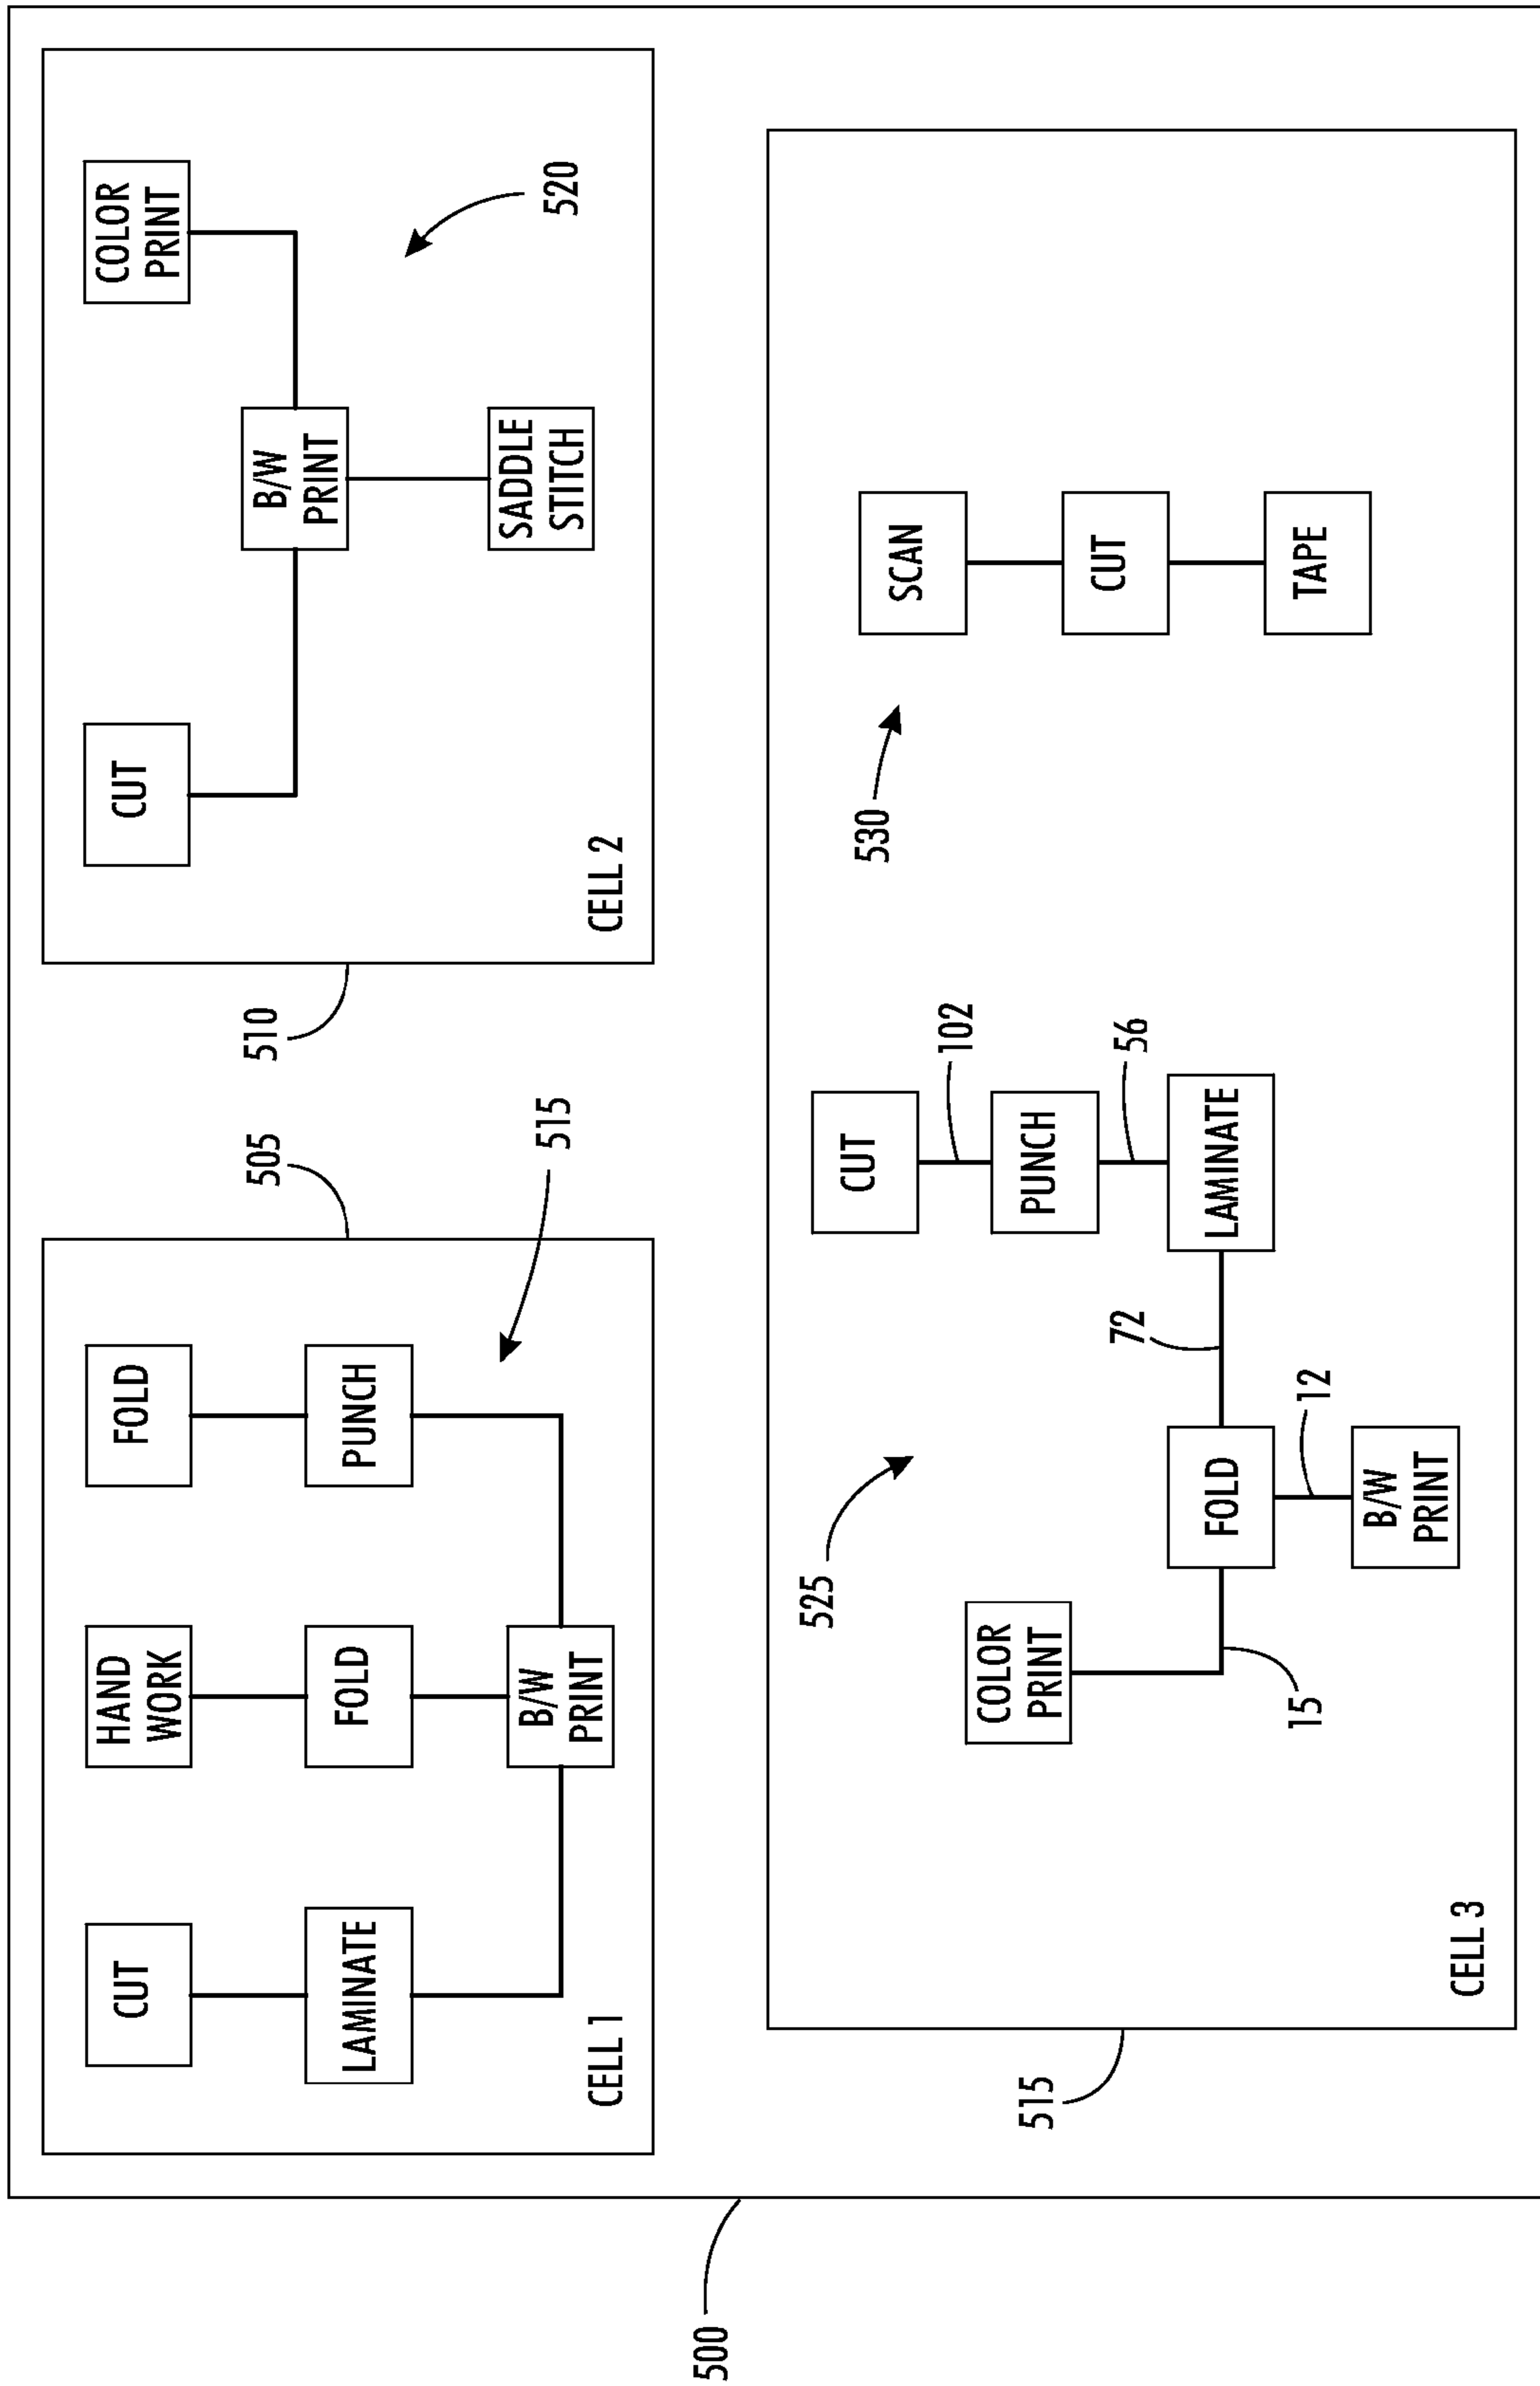 500
505
510
CUT
HAND
WORK
FOLD
LAMINATE
FOLD
PUNCH
B/W
PRINT
515
CELL 1
CUT
COLOR
PRINT
B/W
PRINT
SADDLE
STITCH
520
CELL 2
515
525
COLOR
PRINT
FOLD
B/W
PRINT
15
12
72
CUT
102
PUNCH
56
LAMINATE
530
SCAN
CUT
TAPE
CELL 3